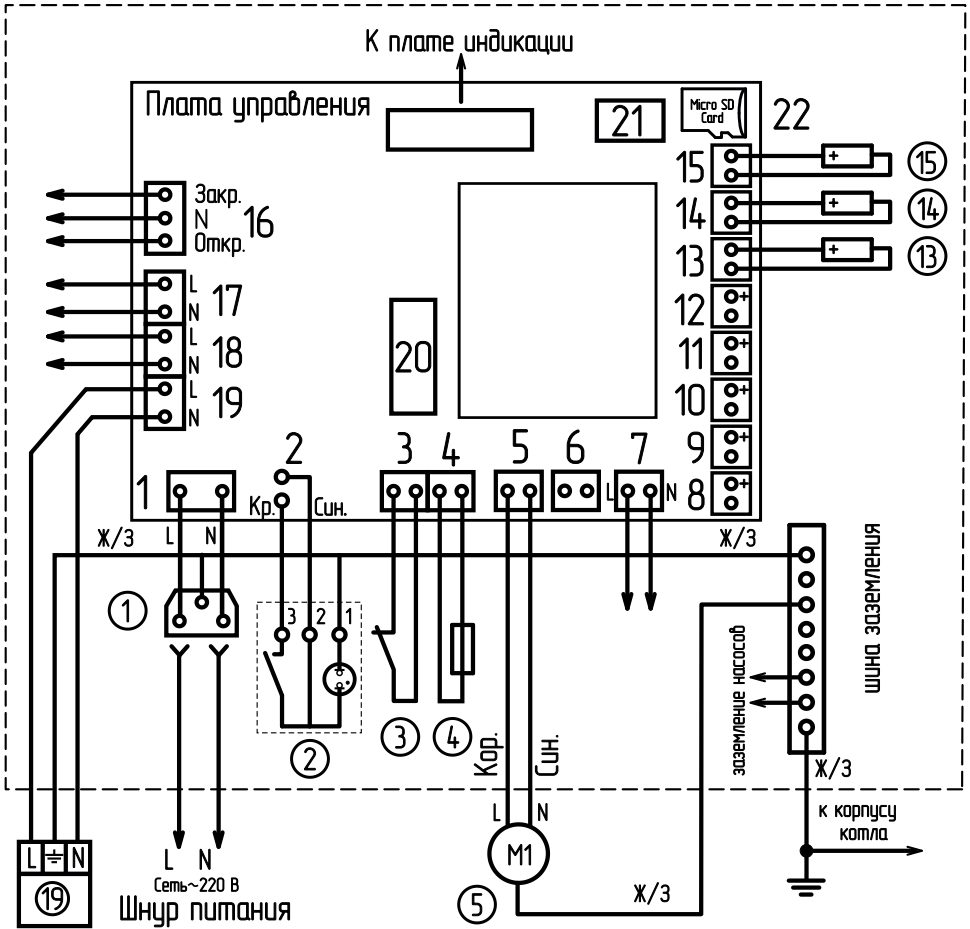 К плате индикации
Плата управления
21
Micro SD
Card
22
15
+
15
14
+
14
13
+
13
12
+
11
+
10
+
9
+
8
+
Закр.
N
Откр.
16
L
N
17
L
N
18
L
N
19
20
1
2
Кр.
Син.
3
4
5
6
7
L
N
Ж/З
L
N
Ж/З
1
3
2
1
2
3
4
Кор.
Син.
заземление насосов
шина заземления
Ж/З
L
N
к корпусу
котла
L
N
19
L
N
Сеть~220 В
Шнур питания
М1
5
Ж/З